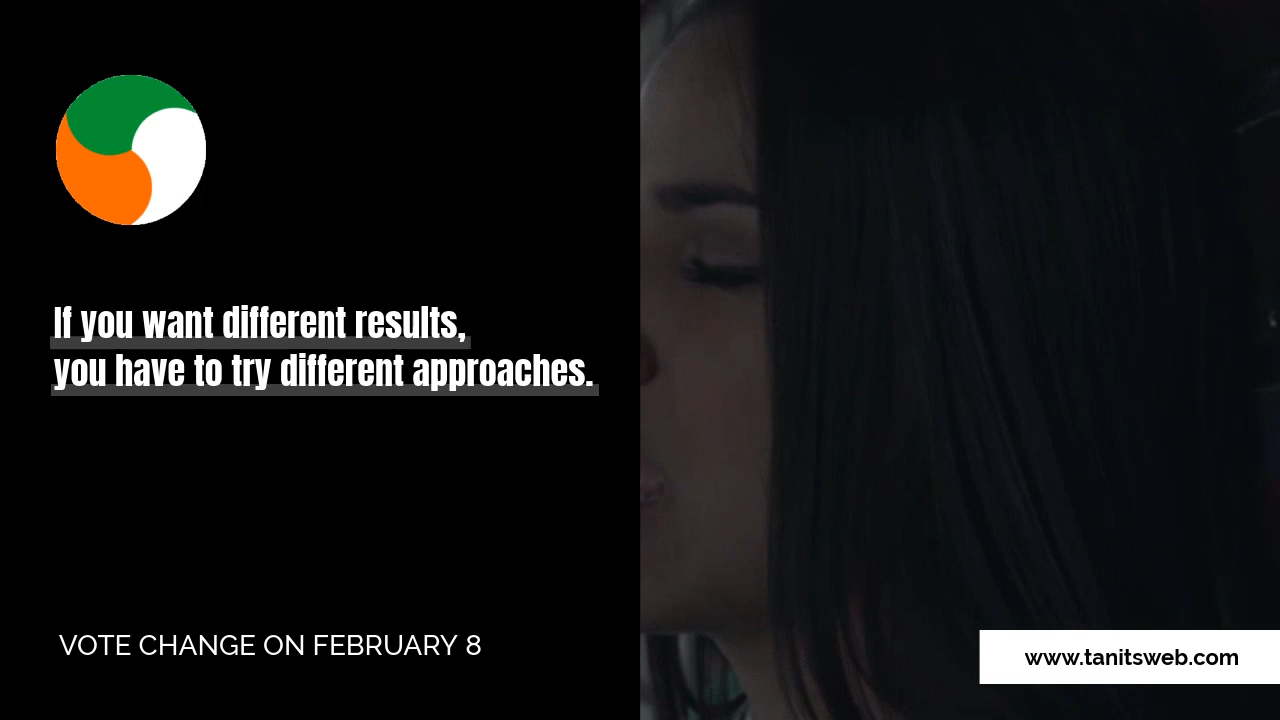 If you want different results,
you have to try different approaches.
VOTE CHANGE ON FEBRUARY 8
www.tanitsweb.com